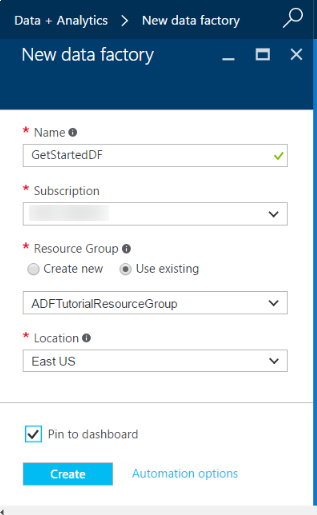 Data + Analytics > New data factory
New data factory
* Name
GetStartedDF
* Subscription
* Resource Group
Create new Use existing
ADFTutorialResourceGroup
* Location
East US
Pin to dashboard
Create Automation options